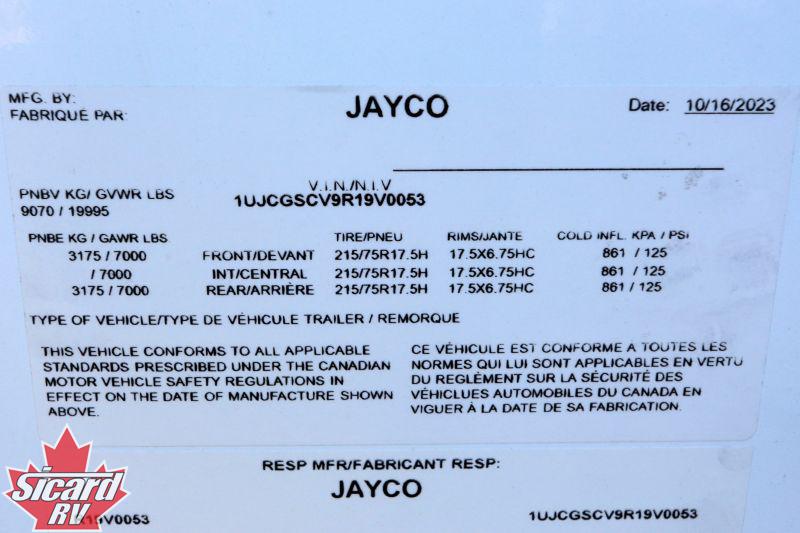 MFG. BY:
FABRIQUÉ PAR:
JAYCO
Date: 10/16/2023
V.I.N./N.I.V
PNBV KG/ GVWR LBS
1UJCGSCV9R19V0053
9070 / 19995
PNBE KG / GAWR LBS TIRE/PNEU RIMS/JANTE COLD INFL. KPA / PSI
3175 / 7000 FRONT/DEVANT 215/75R17.5H 17.5X6.75HC 861 / 125
/ 7000 INT/CENTRAL 215/75R17.5H 17.5X6.75HC 861 / 125
3175 / 7000 REAR/ARRIÈRE 215/75R17.5H 17.5X6.75HC 861 / 125
TYPE OF VEHICLE/TYPE DE VÉHICULE TRAILER / REMORQUE
THIS VEHICLE CONFORMS TO ALL APPLICABLE
STANDARDS PRESCRIBED UNDER THE CANADIAN
MOTOR VEHICLE SAFETY REGULATIONS IN
EFFECT ON THE DATE OF MANUFACTURE SHOWN
ABOVE.
CE VÉHICULE EST CONFORME A TOUTES LES
NORMES QUI LUI SONT APPLICABLES EN VERTU
DU REGLÈMENT SUR LA SÉCURITÉ DES
VÉHICLUES AUTOMOBILES DU CANADA EN
VIGUER À LA DATE DE SA FABRICATION.
RESP MFR/FABRICANT RESP:
JAYCO
Sicard
RV
R19V0053
1UJCGSCV9R19V0053